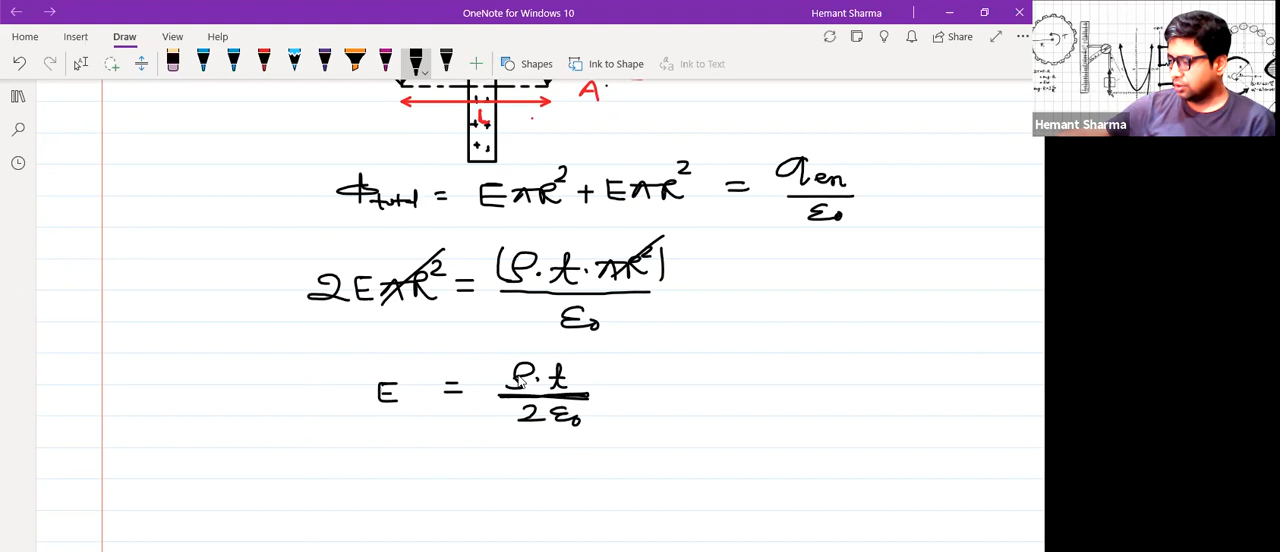 OneNote for Windows 10
Hemant Sharma
Home Insert Draw View Help
Share
Shapes Ink to Shape Ink to Text
A
L
Φtotal = EπR² + EπR² = qen/ε₀
2EπR² = (ρ.t.πR²)/ε₀
E = ρ.t/2ε₀
Hemant Sharma